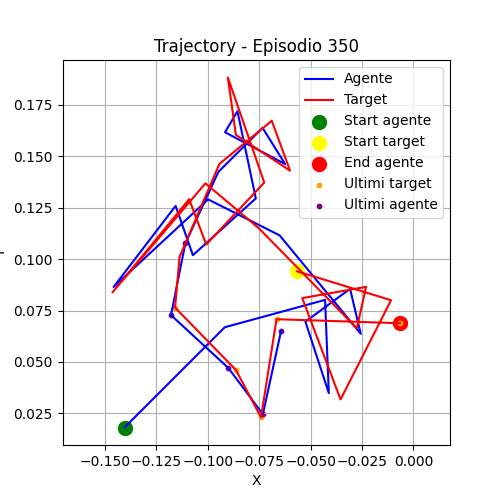 Trajectory - Episodio 350
Agente
Target
Start agente
Start target
End agente
Ultimi target
Ultimi agente
0.175
0.150
0.125
0.100
0.075
0.050
0.025
−0.150 −0.125 −0.100 −0.075 −0.050 −0.025 0.000
X